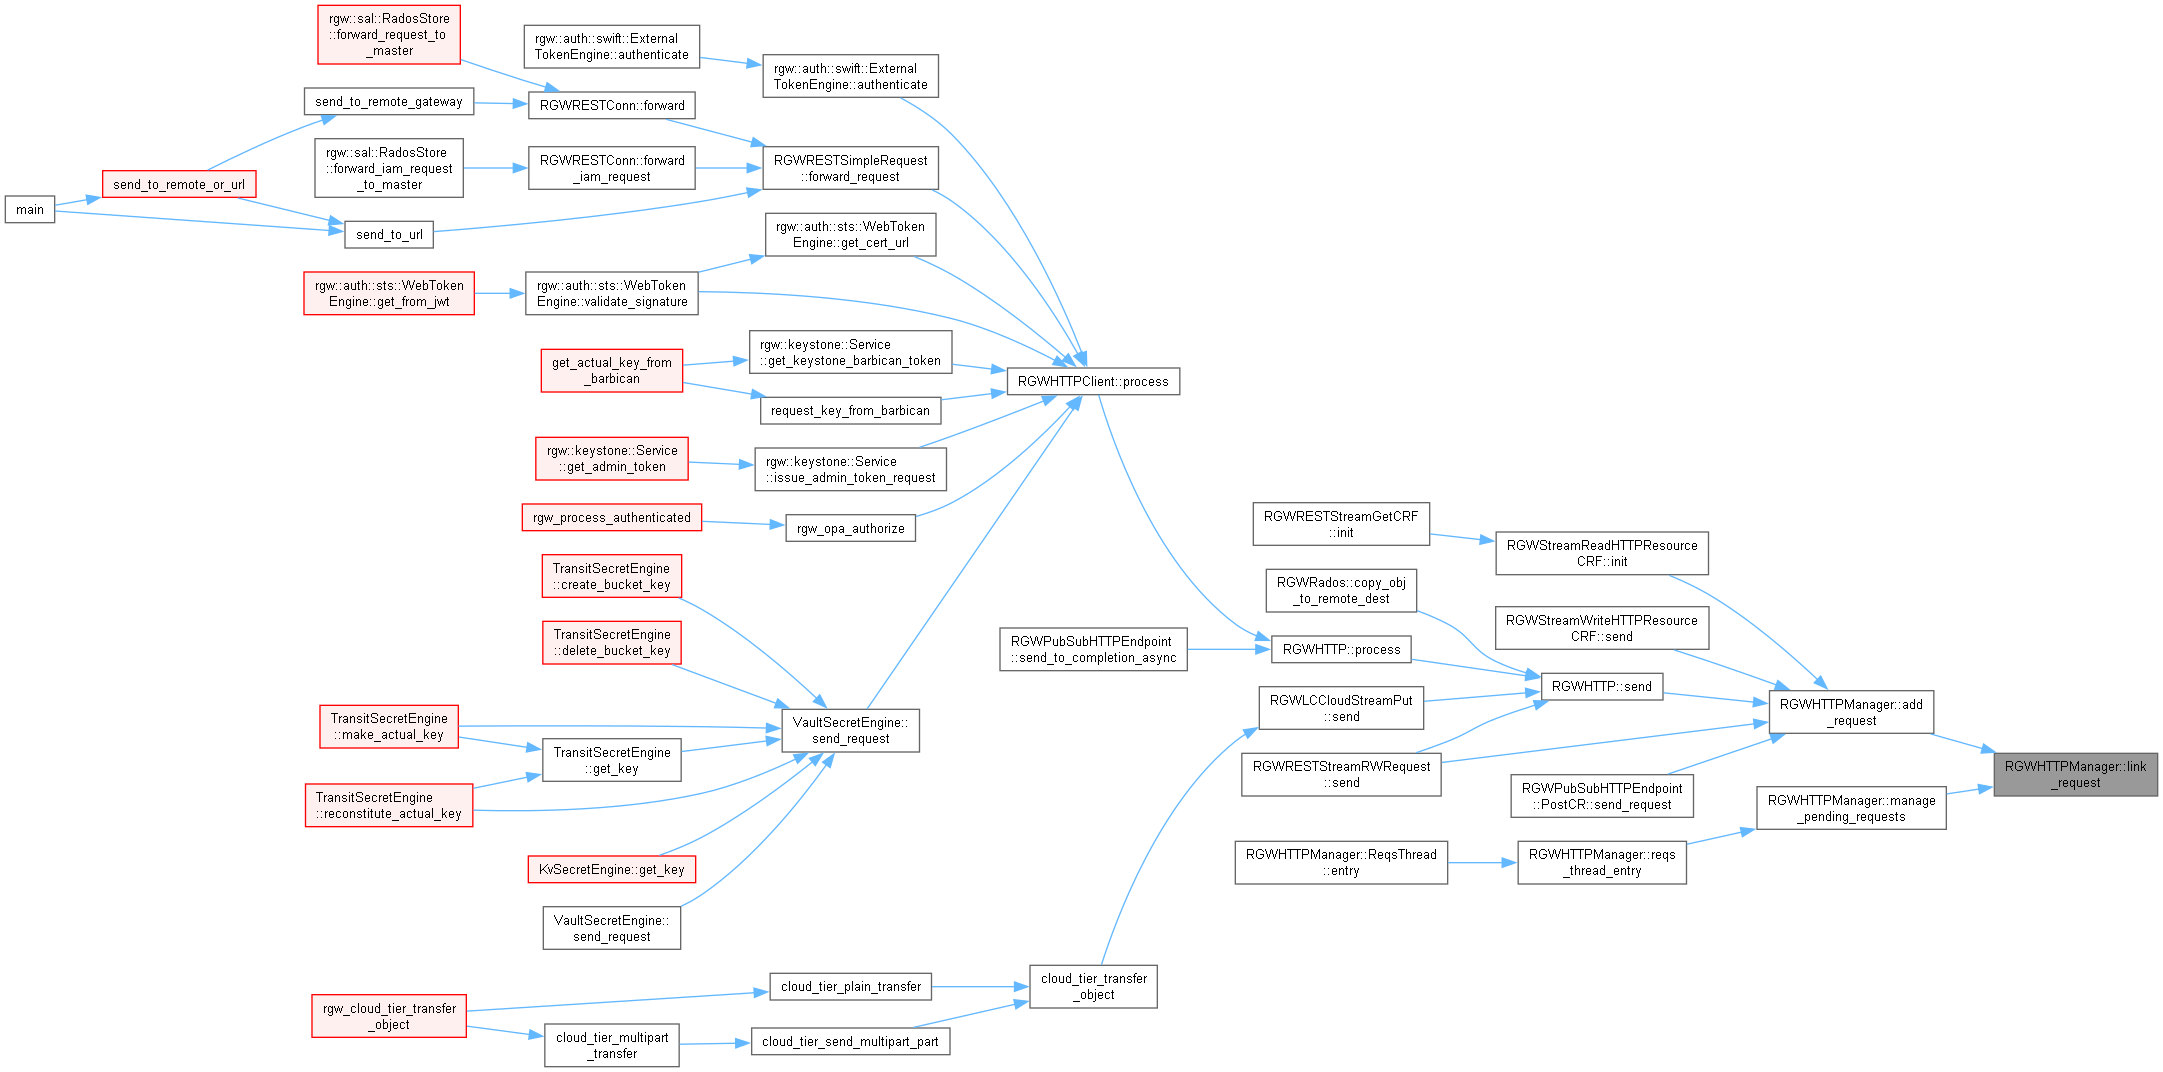 rgw::sal::RadosStore
::forward_request_to
_master
rgw::auth::swift::External
TokenEngine::authenticate
rgw::auth::swift::External
TokenEngine::authenticate
send_to_remote_gateway
RGWRESTConn::forward
rgw::sal::RadosStore
::forward_iam_request
_to_master
RGWRESTConn::forward
_iam_request
RGWRESTSimpleRequest
::forward_request
send_to_remote_or_url
main
send_to_url
rgw::auth::sts::WebToken
Engine::get_cert_url
rgw::auth::sts::WebToken
Engine::get_from_jwt
rgw::auth::sts::WebToken
Engine::validate_signature
get_actual_key_from
_barbican
rgw::keystone::Service
::get_keystone_barbican_token
RGWHTTPClient::process
request_key_from_barbican
rgw::keystone::Service
::get_admin_token
rgw::keystone::Service
::issue_admin_token_request
rgw_process_authenticated
rgw_opa_authorize
RGWRESTStreamGetCRF
::init
RGWStreamReadHTTPResource
CRF::init
TransitSecretEngine
::create_bucket_key
RGWRados::copy_obj
_to_remote_dest
TransitSecretEngine
::delete_bucket_key
RGWPubSubHTTPEndpoint
::send_to_completion_async
RGWHTTP::process
RGWStreamWriteHTTPResource
CRF::send
RGWHTTP::send
TransitSecretEngine
::make_actual_key
TransitSecretEngine
::get_key
VaultSecretEngine::
send_request
RGWLCCloudStreamPut
::send
RGWHTTPManager::add
_request
RGWRESTStreamRWRequest
::send
RGWHTTPManager::link
_request
TransitSecretEngine
::reconstitute_actual_key
RGWPubSubHTTPEndpoint
::PostCR::send_request
RGWHTTPManager::manage
_pending_requests
KvSecretEngine::get_key
RGWHTTPManager::ReqsThread
::entry
RGWHTTPManager::reqs
_thread_entry
VaultSecretEngine::
send_request
cloud_tier_plain_transfer
cloud_tier_transfer
_object
rgw_cloud_tier_transfer
_object
cloud_tier_multipart
_transfer
cloud_tier_send_multipart_part